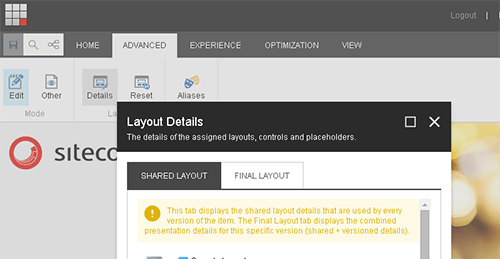 Logout
HOME
ADVANCED
EXPERIENCE
OPTIMIZATION
VIEW
Edit
Other
Details
Reset
Aliases
Mode
La
Layout Details
The details of the assigned layouts, controls and placeholders.
siteco
SHARED LAYOUT
FINAL LAYOUT
This tab displays the shared layout details that are used by every
version of the item. The Final Layout tab displays the combined
presentation details for this specific version (shared + versioned details).